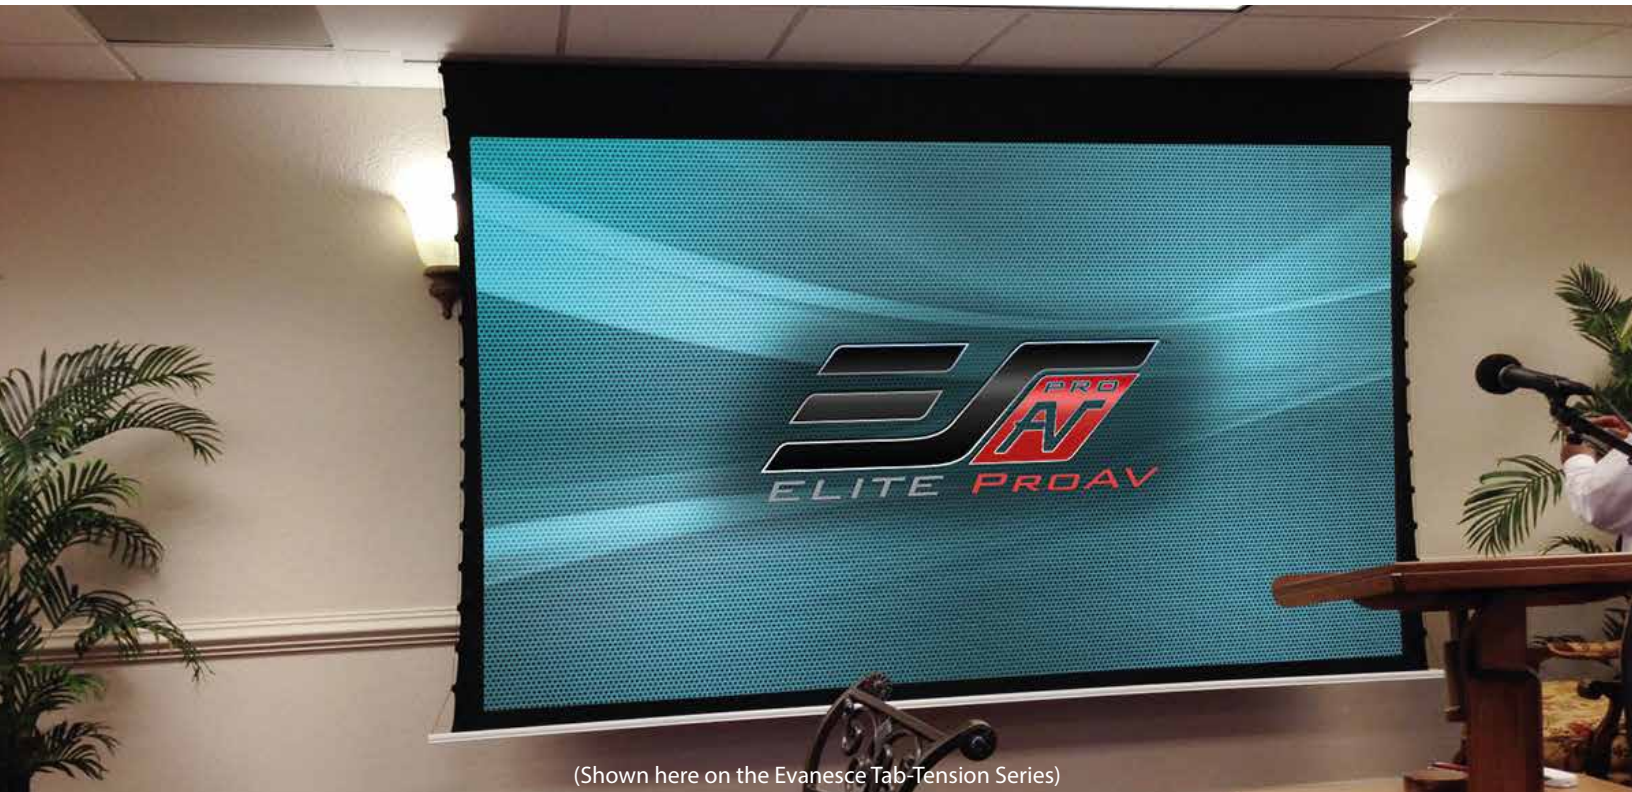 PRO
AV
ELITE PROAV
(Shown here on the Evanesce Tab-Tension Series)